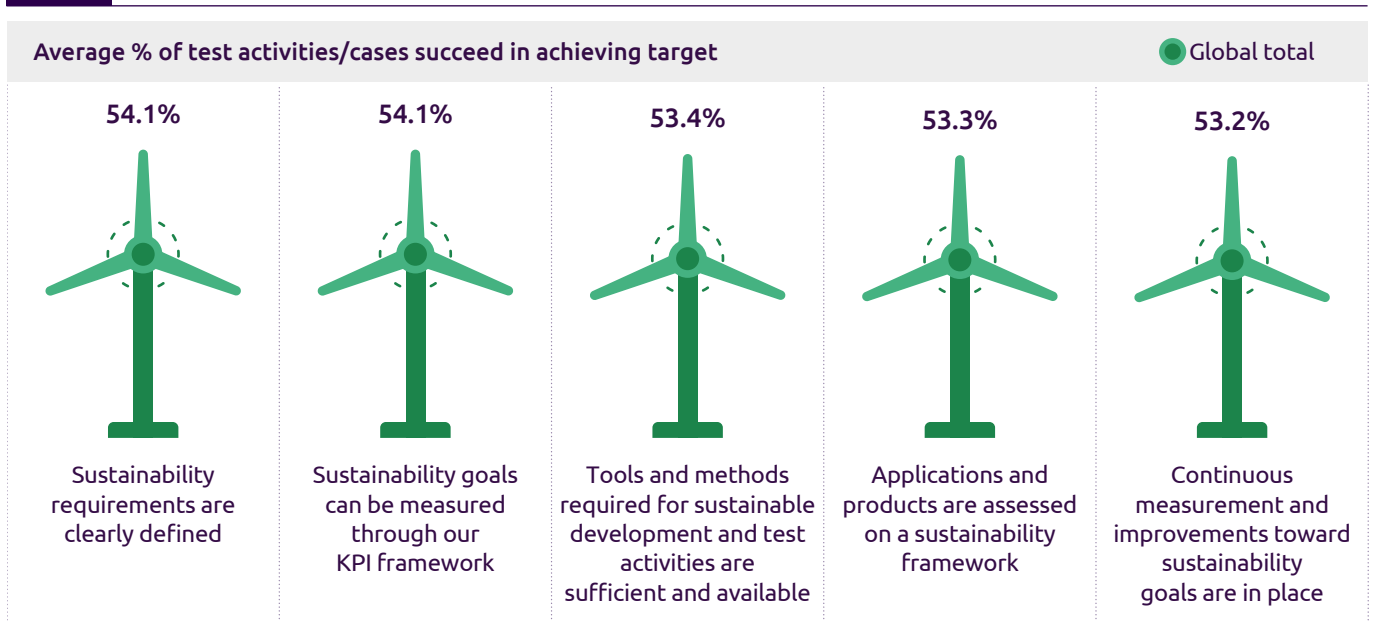 Average % of test activities/cases succeed in achieving target
Global total
54.1%
54.1%
53.4%
53.3%
53.2%
Sustainability
requirements are
clearly defined
Sustainability goals
can be measured
through our
KPI framework
Tools and methods
required for sustainable
development and test
activities are
sufficient and available
Applications and
products are assessed
on a sustainability
framework
Continuous
measurement and
improvements toward
sustainability
goals are in place